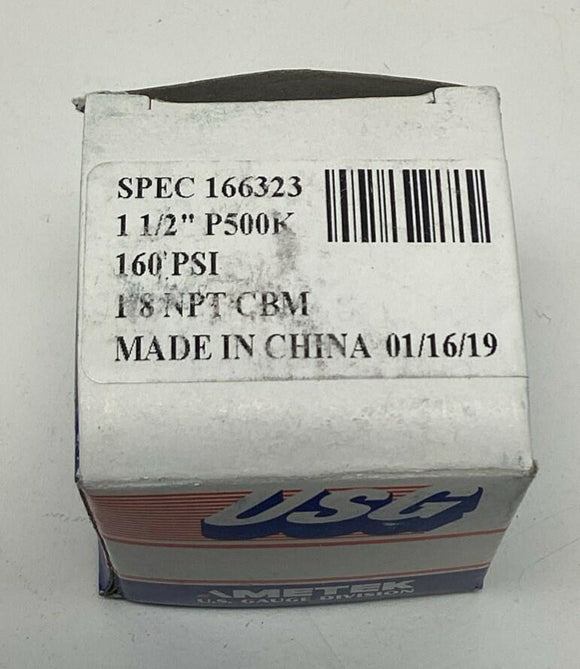 SPEC 166323
1 1/2" P500K
160 PSI
1 8 NPT CBM
MADE IN CHINA 01/16/19
USG
AMETEK
U.S. GAUGE DIVISION